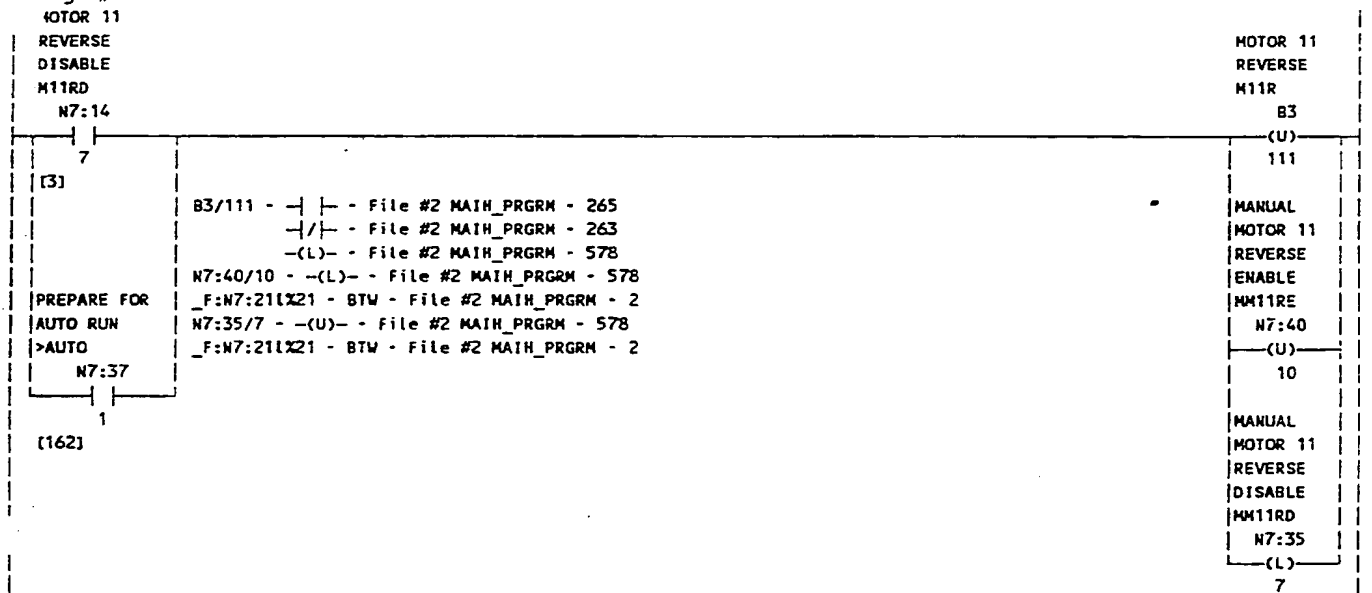 MOTOR 11
REVERSE
DISABLE
M11RD
N7:14
7
[3]
MOTOR 11
REVERSE
M11R
B3
(U)
111
B3/111 - -| |- - File #2 MAIN_PRGRM - 265
-|/|- - File #2 MAIN_PRGRM - 263
-(L)- - File #2 MAIN_PRGRM - 578
N7:40/10 - -(L)- - File #2 MAIN_PRGRM - 578
_F:N7:21[%21 - BTW - File #2 MAIN_PRGRM - 2
N7:35/7 - -(U)- - File #2 MAIN_PRGRM - 578
_F:N7:21[%21 - BTW - File #2 MAIN_PRGRM - 2
PREPARE FOR
AUTO RUN
>AUTO
N7:37
1
[162]
MANUAL
MOTOR 11
REVERSE
ENABLE
MM11RE
N7:40
(U)
10
MANUAL
MOTOR 11
REVERSE
DISABLE
MM11RD
N7:35
(L)
7